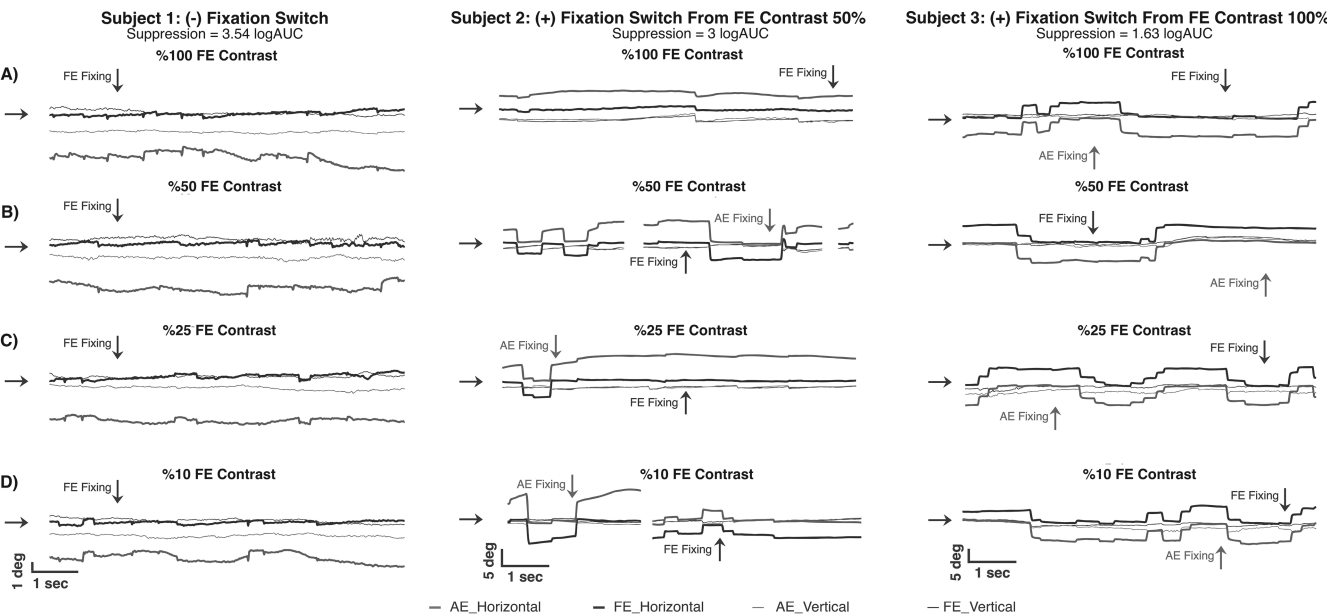 Subject 1: (-) Fixation Switch
Suppression = 3.54 logAUC
Subject 2: (+) Fixation Switch From FE Contrast 50%
Suppression = 3 logAUC
Subject 3: (+) Fixation Switch From FE Contrast 100%
Suppression = 1.63 logAUC
A)
%100 FE Contrast
FE Fixing
%100 FE Contrast
FE Fixing
%100 FE Contrast
FE Fixing
AE Fixing
B)
%50 FE Contrast
FE Fixing
%50 FE Contrast
AE Fixing
FE Fixing
%50 FE Contrast
FE Fixing
AE Fixing
C)
%25 FE Contrast
FE Fixing
%25 FE Contrast
AE Fixing
FE Fixing
%25 FE Contrast
FE Fixing
AE Fixing
D)
%10 FE Contrast
FE Fixing
1 deg
1 sec
%10 FE Contrast
AE Fixing
FE Fixing
5 deg
1 sec
%10 FE Contrast
FE Fixing
AE Fixing
5 deg
1 sec
AE_Horizontal
FE_Horizontal
AE_Vertical
FE_Vertical